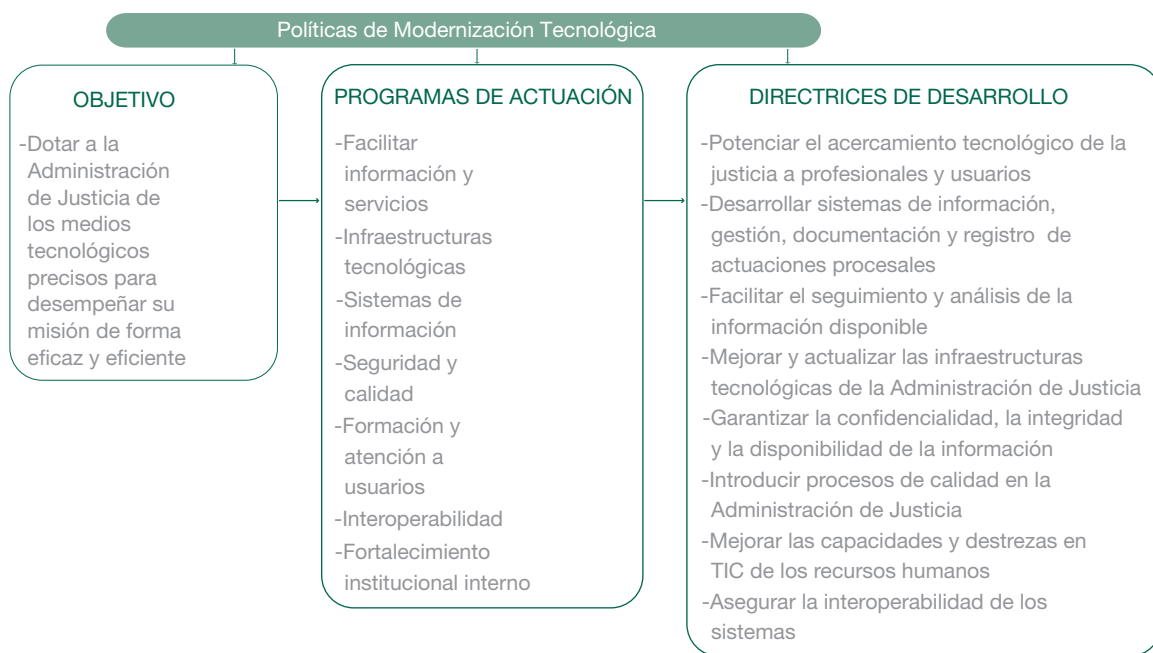 Políticas de Modernización Tecnológica
OBJETIVO
-Dotar a la
Administración
de Justicia de
los medios
tecnológicos
precisos para
desempeñar su
misión de forma
eficaz y eficiente
PROGRAMAS DE ACTUACIÓN
-Facilitar
información y
servicios
-Infraestructuras
tecnológicas
-Sistemas de
información
-Seguridad y
calidad
-Formación y
atención a
usuarios
-Interoperabilidad
-Fortalecimiento
institucional interno
DIRECTRICES DE DESARROLLO
-Potenciar el acercamiento tecnológico de la
justicia a profesionales y usuarios
-Desarrollar sistemas de información,
gestión, documentación y registro de
actuaciones procesales
-Facilitar el seguimiento y análisis de la
información disponible
-Mejorar y actualizar las infraestructuras
tecnológicas de la Administración de Justicia
-Garantizar la confidencialidad, la integridad
y la disponibilidad de la información
-Introducir procesos de calidad en la
Administración de Justicia
-Mejorar las capacidades y destrezas en
TIC de los recursos humanos
-Asegurar la interoperabilidad de los
sistemas